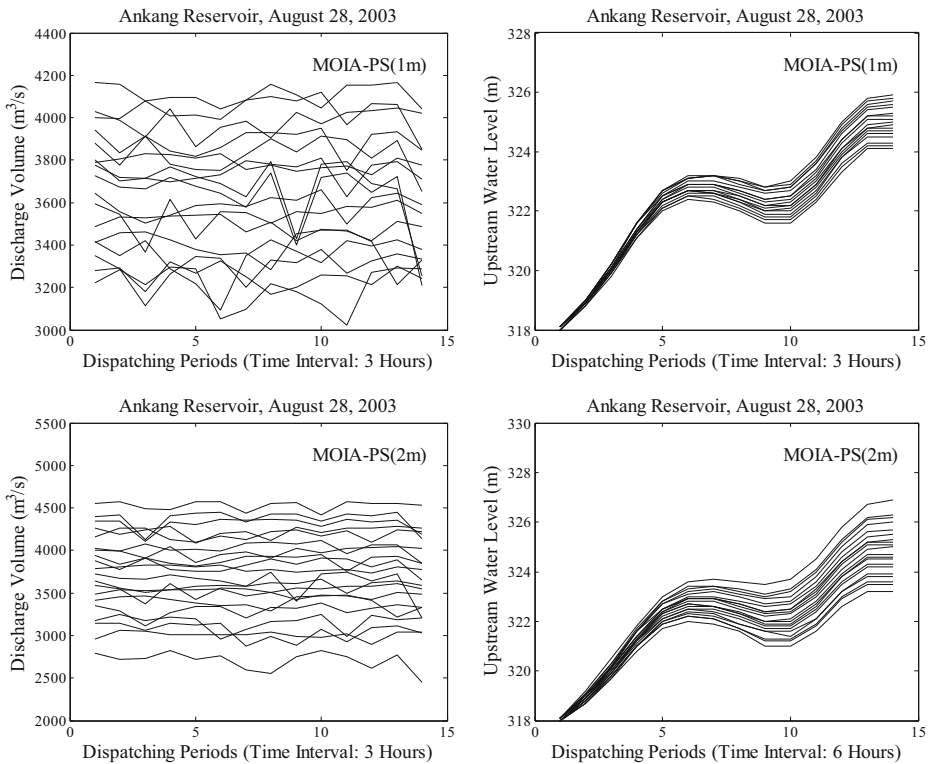 Ankang Reservoir, August 28, 2003
MOIA-PS(1m)
Discharge Volume (m³/s)
4400
4200
4000
3800
3600
3400
3200
3000
0
5
10
15
Dispatching Periods (Time Interval: 3 Hours)
Ankang Reservoir, August 28, 2003
MOIA-PS(1m)
Upstream Water Level (m)
328
326
324
322
320
318
0
5
10
15
Dispatching Periods (Time Interval: 3 Hours)
Ankang Reservoir, August 28, 2003
MOIA-PS(2m)
Discharge Volume (m³/s)
5500
5000
4500
4000
3500
3000
2500
2000
0
5
10
15
Dispatching Periods (Time Interval: 3 Hours)
Ankang Reservoir, August 28, 2003
MOIA-PS(2m)
Upstream Water Level (m)
330
328
326
324
322
320
318
0
5
10
15
Dispatching Periods (Time Interval: 6 Hours)